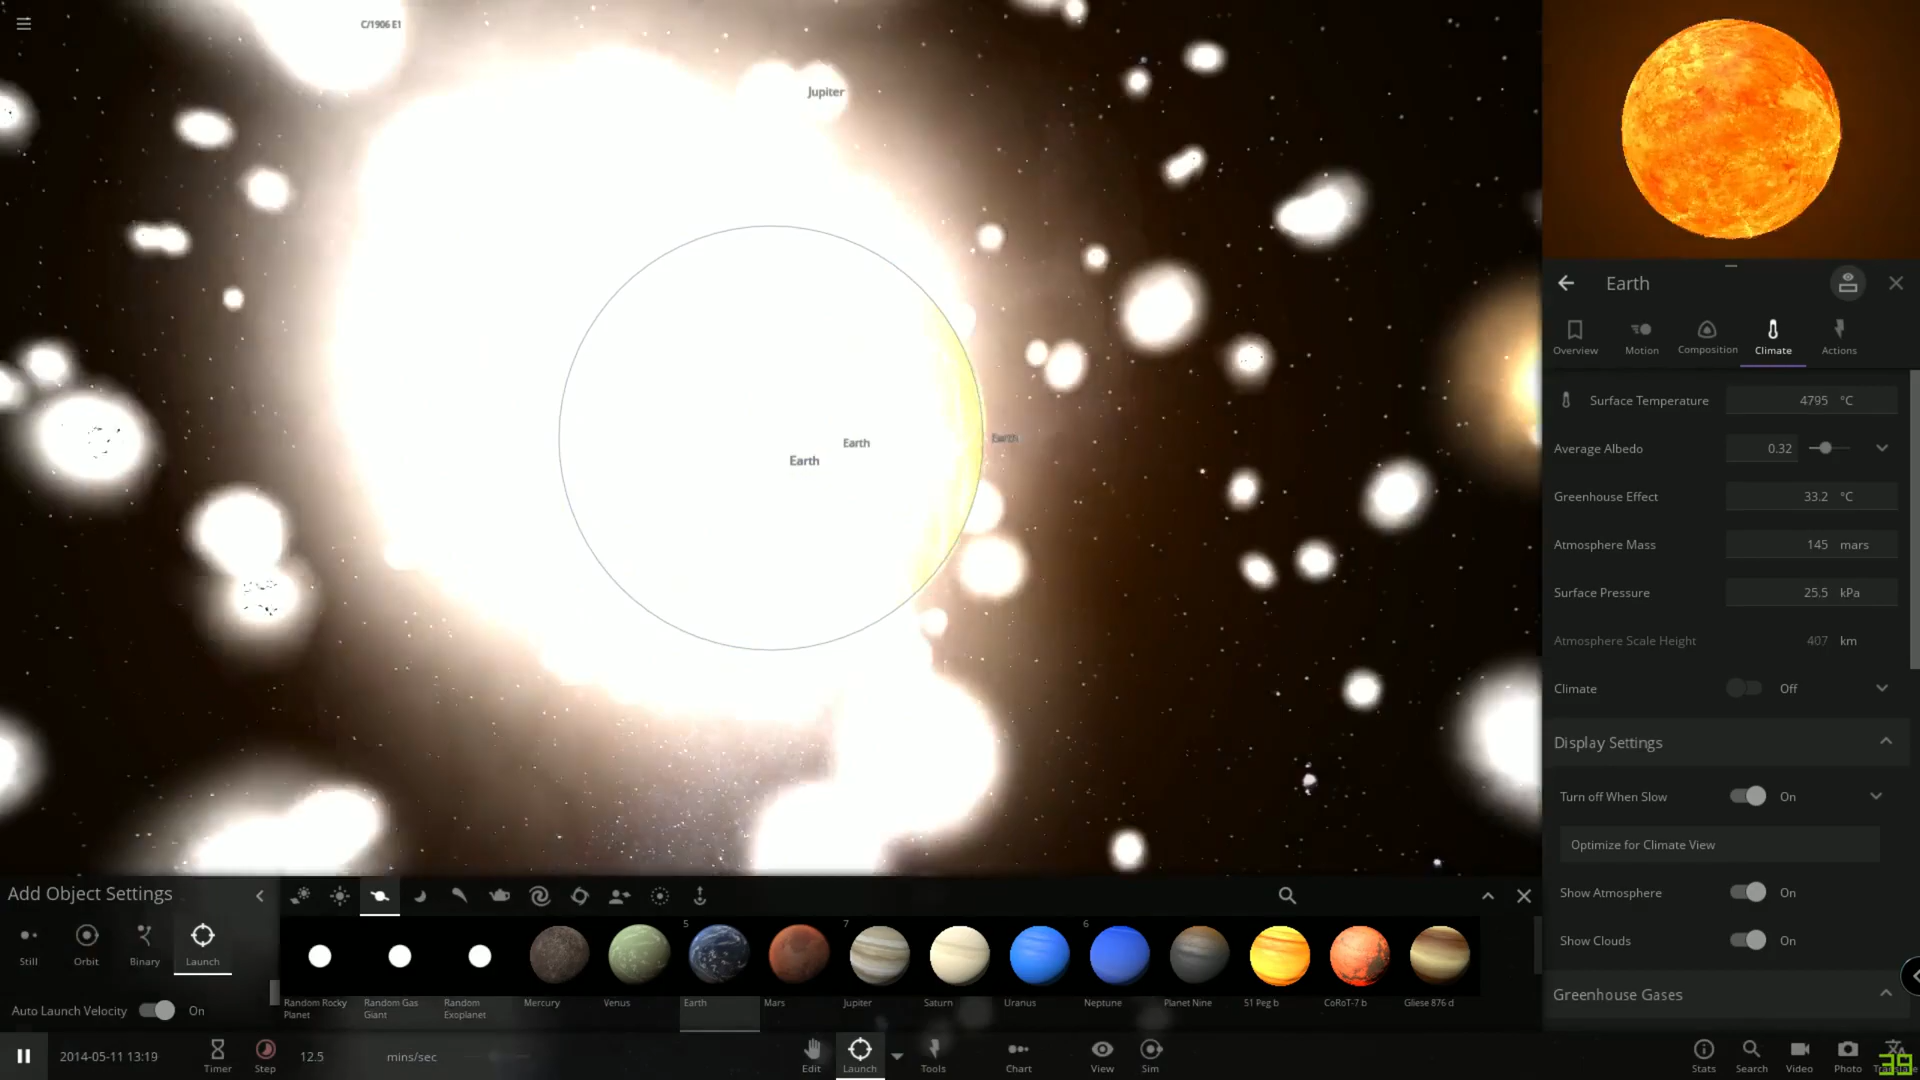 C/1906 E1
Jupiter
Earth
Earth
Earth
Earth
Overview
Motion
Composition
Climate
Actions
Surface Temperature 4795 °C
Average Albedo 0.32
Greenhouse Effect 33.2 °C
Atmosphere Mass 145 mars
Surface Pressure 25.5 kPa
Atmosphere Scale Height 407 km
Climate Off
Display Settings
Turn off When Slow On
Optimize for Climate View
Show Atmosphere On
Show Clouds On
Greenhouse Gases
Add Object Settings
Still
Orbit
Binary
Launch
Auto Launch Velocity On
5
7
6
Random Rocky Planet
Random Gas Giant
Random Exoplanet
Mercury
Venus
Earth
Mars
Jupiter
Saturn
Uranus
Neptune
Planet Nine
51 Peg b
CoRoT-7 b
Gliese 876 d
2014-05-11 13:19
Timer
Step
12.5 mins/sec
Edit
Launch
Tools
Chart
View
Sim
Stats
Search
Video
Photo
39